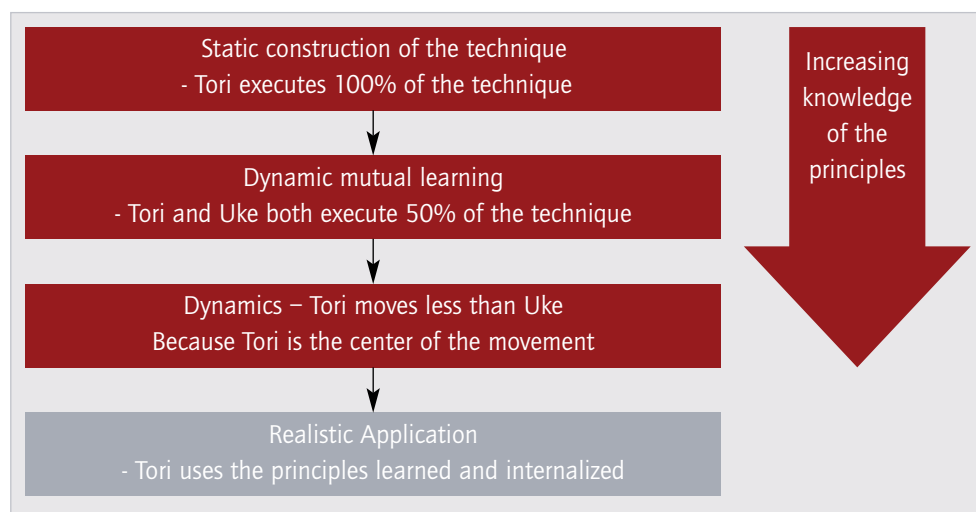 Static construction of the technique
- Tori executes 100% of the technique
Dynamic mutual learning
- Tori and Uke both execute 50% of the technique
Dynamics – Tori moves less than Uke
Because Tori is the center of the movement
Realistic Application
- Tori uses the principles learned and internalized
Increasing
knowledge
of the
principles